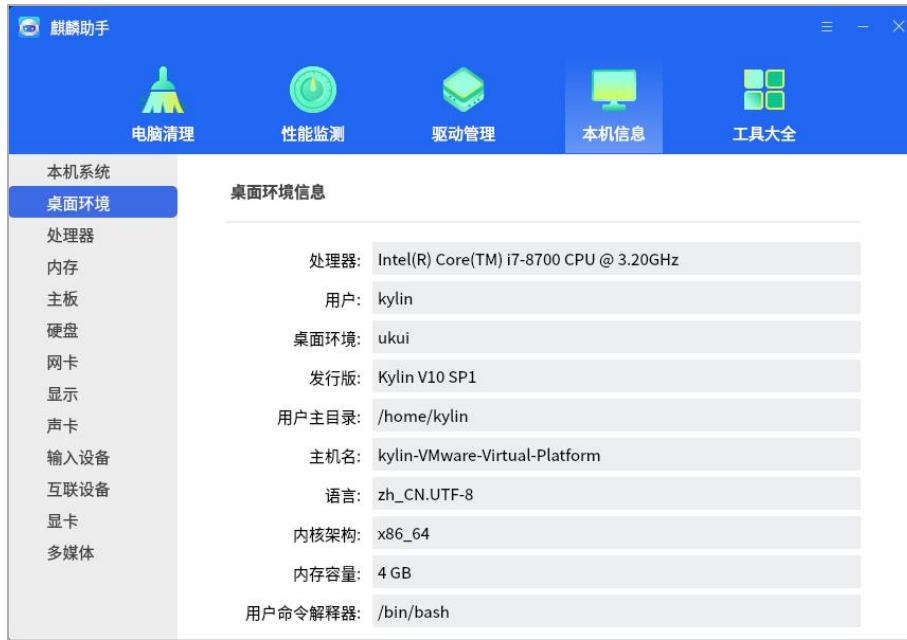 麒麟助手
电脑清理 性能监测 驱动管理 本机信息 工具大全
本机系统
桌面环境
处理器
内存
主板
硬盘
网卡
显示
声卡
输入设备
互联设备
显卡
多媒体
桌面环境信息
处理器: Intel(R) Core(TM) i7-8700 CPU @ 3.20GHz
用户: kylin
桌面环境: ukui
发行版: Kylin V10 SP1
用户主目录: /home/kylin
主机名: kylin-VMware-Virtual-Platform
语言: zh_CN.UTF-8
内核架构: x86_64
内存容量: 4 GB
用户命令解释器: /bin/bash